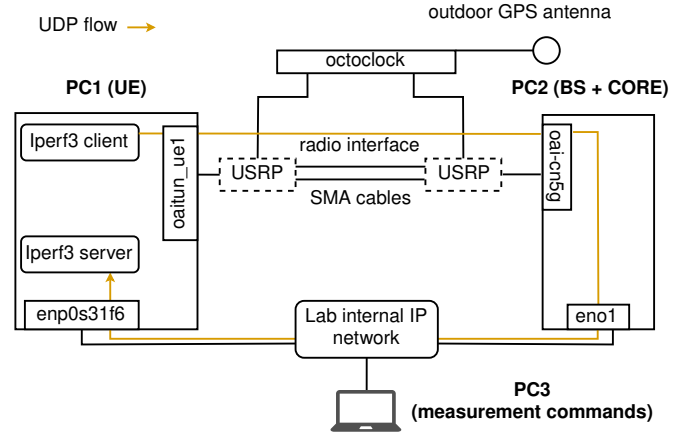 outdoor GPS antenna
UDP flow
octoclock
PC1 (UE)
PC2 (BS + CORE)
Iperf3 client
oaitun_ue1
radio interface
oai-cn5g
USRP
USRP
SMA cables
Iperf3 server
enp0s31f6
Lab internal IP
network
eno1
PC3
(measurement commands)